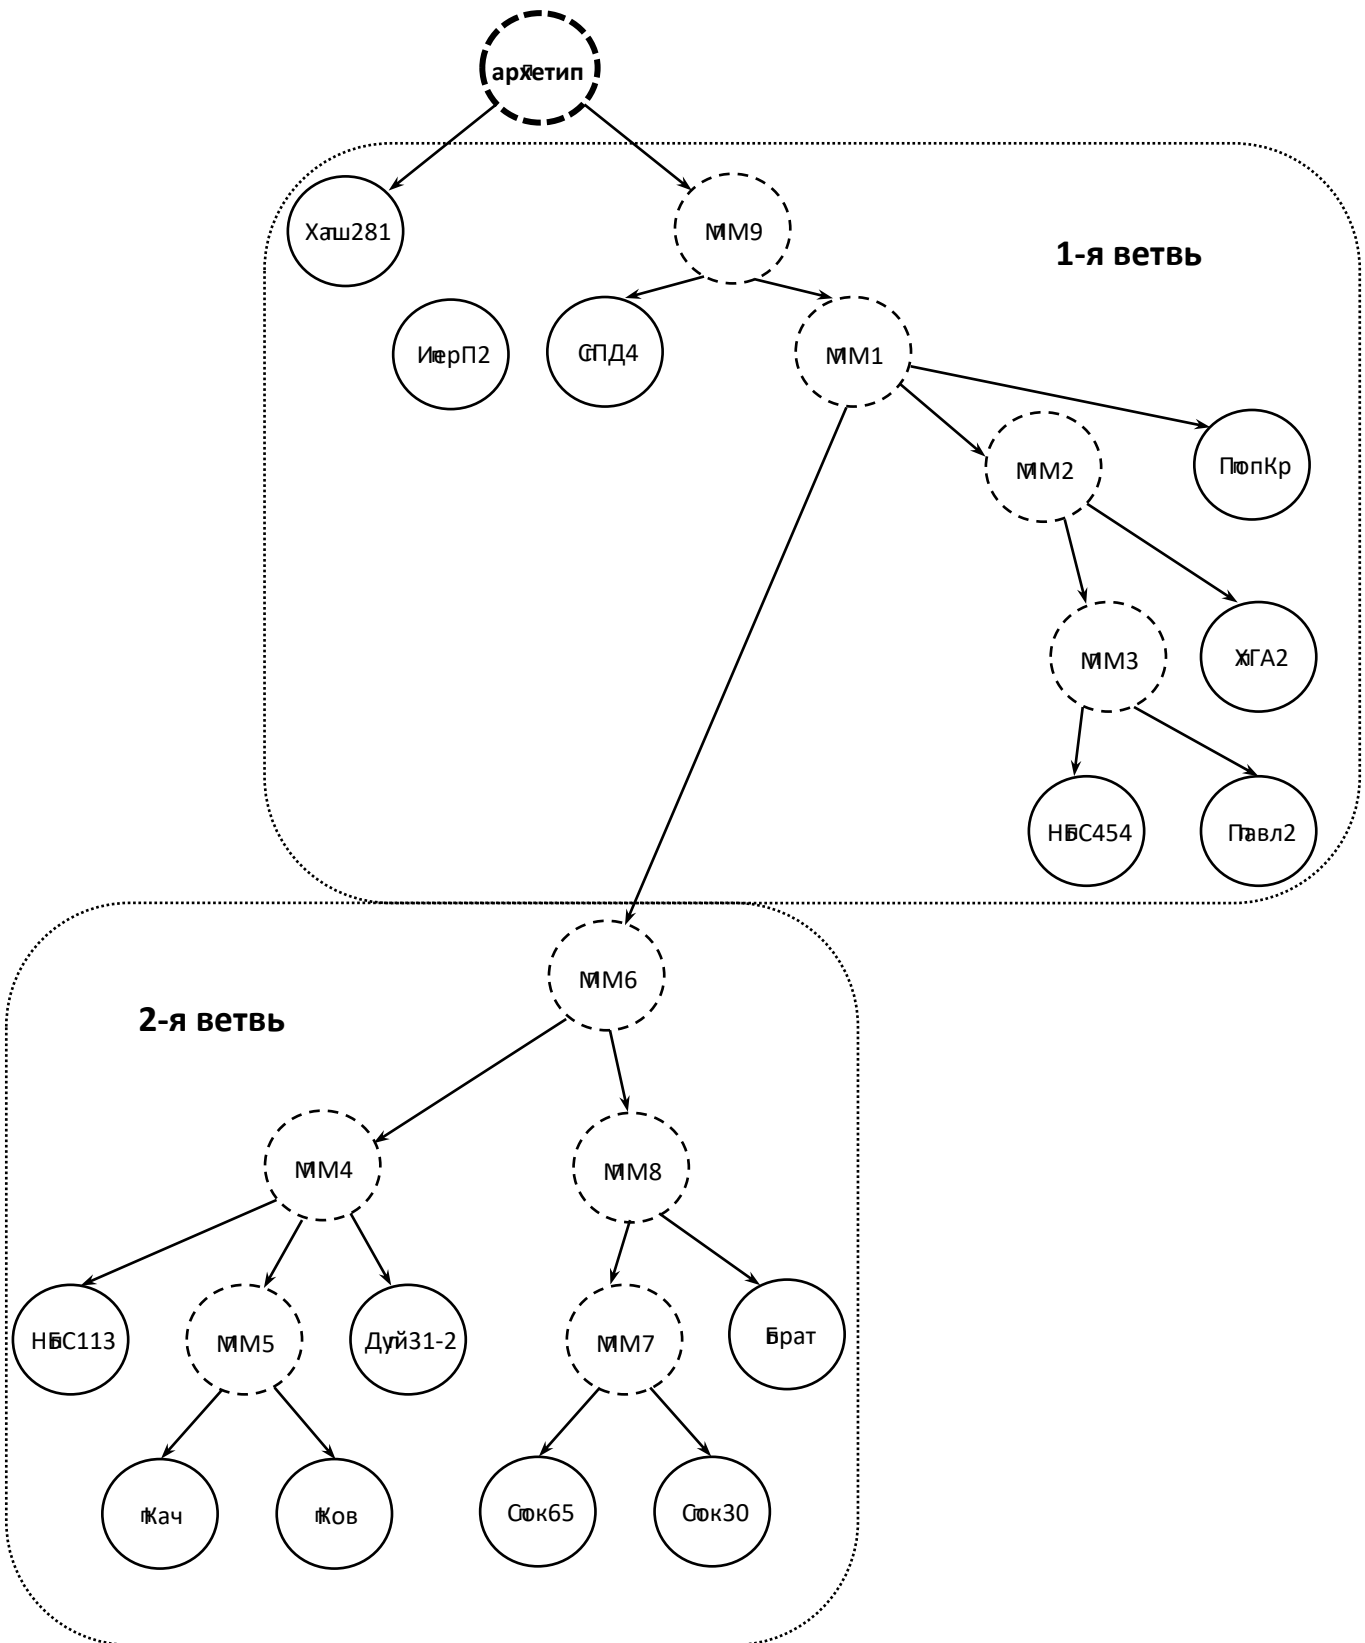 архетип
Хаш281
ММ9
1-я ветвь
ИерП2
СПД4
ММ1
ММ2
ПопКр
ММ3
ХГА2
НБС454
Павл2
ММ6
2-я ветвь
ММ4
ММ8
НБС113
ММ5
Дуй31-2
ММ7
Брат
Кач
Ков
Сок65
Сок30